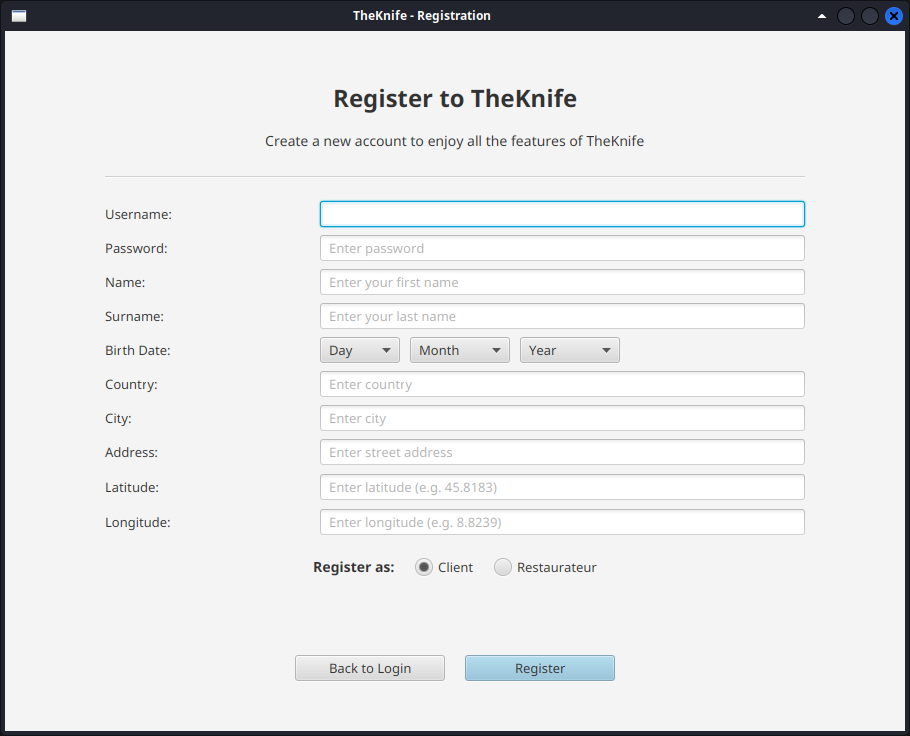 TheKnife - Registration
Register to TheKnife
Create a new account to enjoy all the features of TheKnife
Username:
Password: Enter password
Name: Enter your first name
Surname: Enter your last name
Birth Date: Day Month Year
Country: Enter country
City: Enter city
Address: Enter street address
Latitude: Enter latitude (e.g. 45.8183)
Longitude: Enter longitude (e.g. 8.8239)
Register as: Client Restaurateur
Back to Login Register